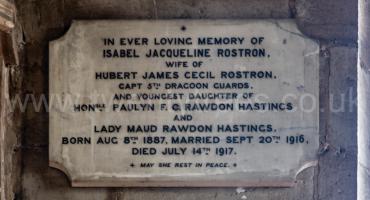 IN EVER LOVING MEMORY OF
ISABEL JACQUELINE ROSTRON,
WIFE OF
HUBERT JAMES CECIL ROSTRON,
CAPT 5TH DRAGOON GUARDS,
AND YOUNGEST DAUGHTER OF
HONBLE PAULYN F. C. RAWDON HASTINGS
AND
LADY MAUD RAWDON HASTINGS.
BORN AUG 8TH 1887, MARRIED SEPT 20TH 1916,
DIED JULY 14TH 1917.
+ MAY SHE REST IN PEACE. +